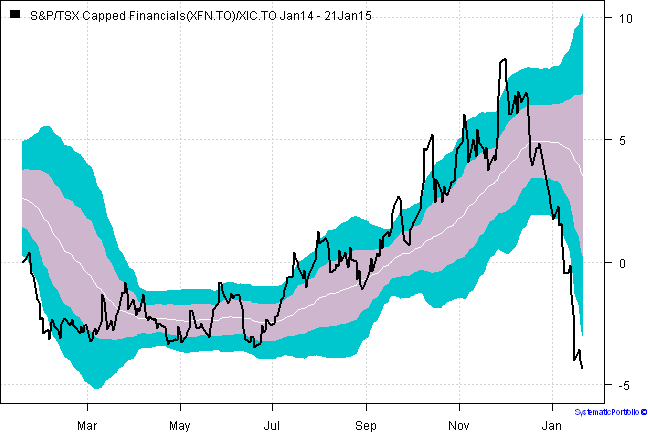 S&P/TSX Capped Financials(XFN.TO)/XIC.TO Jan14 - 21Jan15
10
5
0
-5
Mar May Jul Sep Nov Jan
SystematicPortfolio ©